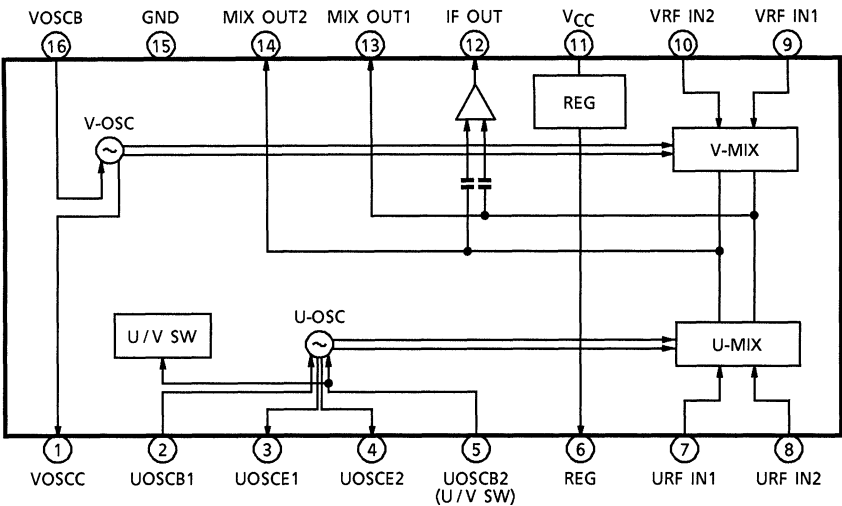 VOSCB GND MIX OUT2 MIX OUT1 IF OUT VCC VRF IN2 VRF IN1
16 15 14 13 12 11 10 9
REG
V-OSC
~
V-MIX
U-OSC
U/V SW
~
U-MIX
1 2 3 4 5 6 7 8
VOSCC UOSCB1 UOSCE1 UOSCE2 UOSCB2 REG URF IN1 URF IN2
(U/V SW)